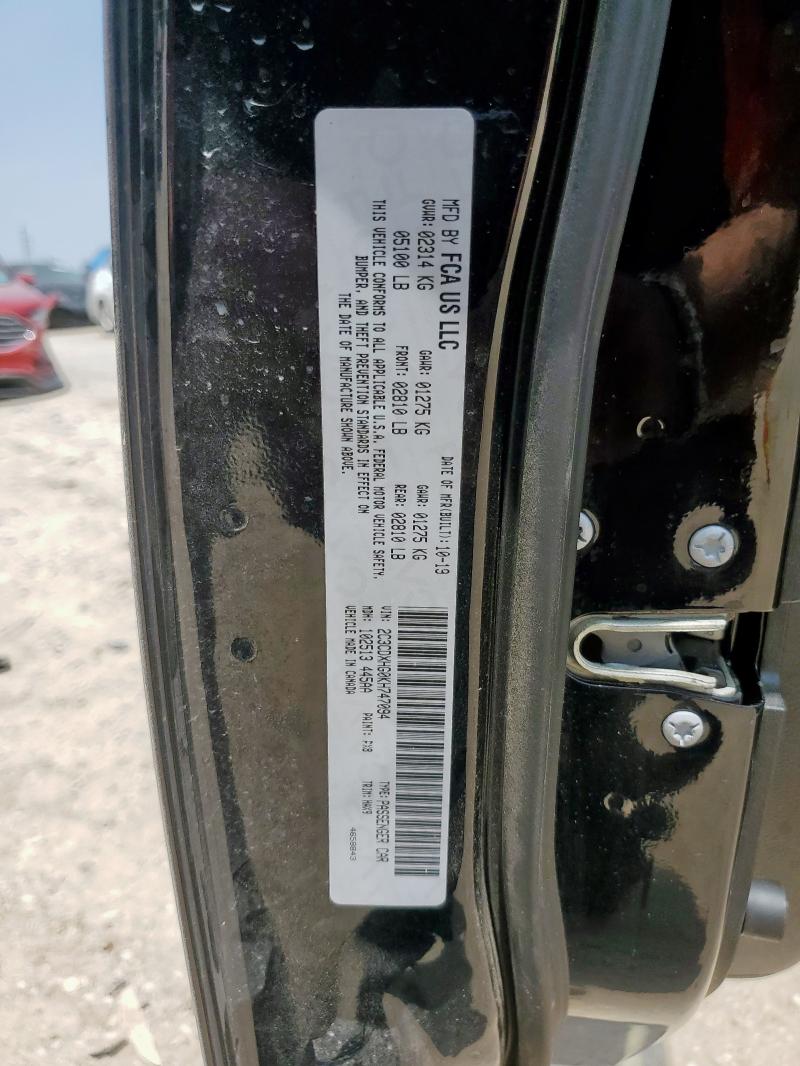 MFD BY FCA US LLC
DATE OF MFR(BUILT): 10-19
GVWR: 02314 KG GAWR: 01275 KG GAWR: 01275 KG
05100 LB FRONT: 02810 LB REAR: 02810 LB
THIS VEHICLE CONFORMS TO ALL APPLICABLE U.S.A. FEDERAL MOTOR VEHICLE SAFETY,
BUMPER, AND THEFT PREVENTION STANDARDS IN EFFECT ON
THE DATE OF MANUFACTURE SHOWN ABOVE.
VIN: 2C3CDXHG0KH747094 TYPE: PASSENGER CAR
MDH: 102513 445AA PAINT: PX8 TRIM: HAX9
VEHICLE MADE IN CANADA 4658843